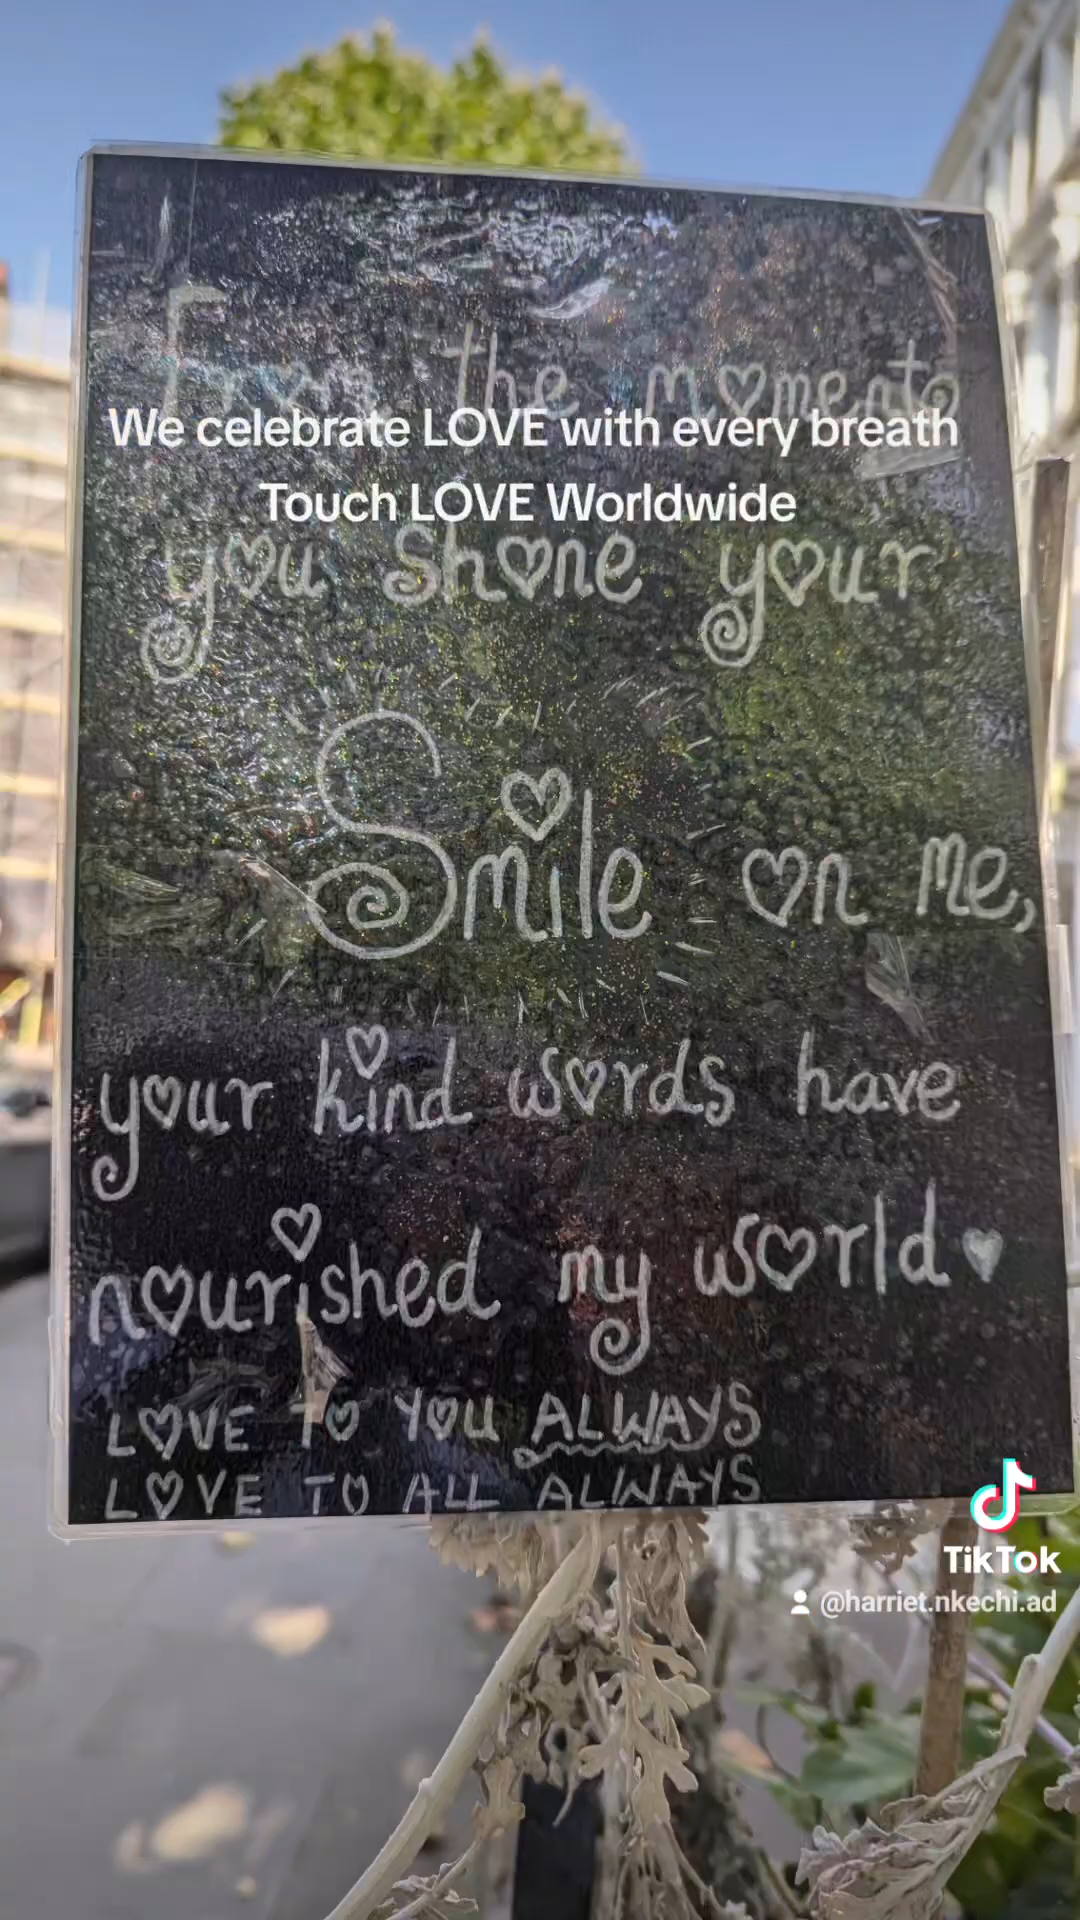 From the moments
We celebrate LOVE with every breath
Touch LOVE Worldwide
you shone your
Smile on me,
your kind words have
nourished my world
LOVE TO YOU ALWAYS
LOVE TO ALL ALWAYS
TikTok
@harriet.nkechi.ad